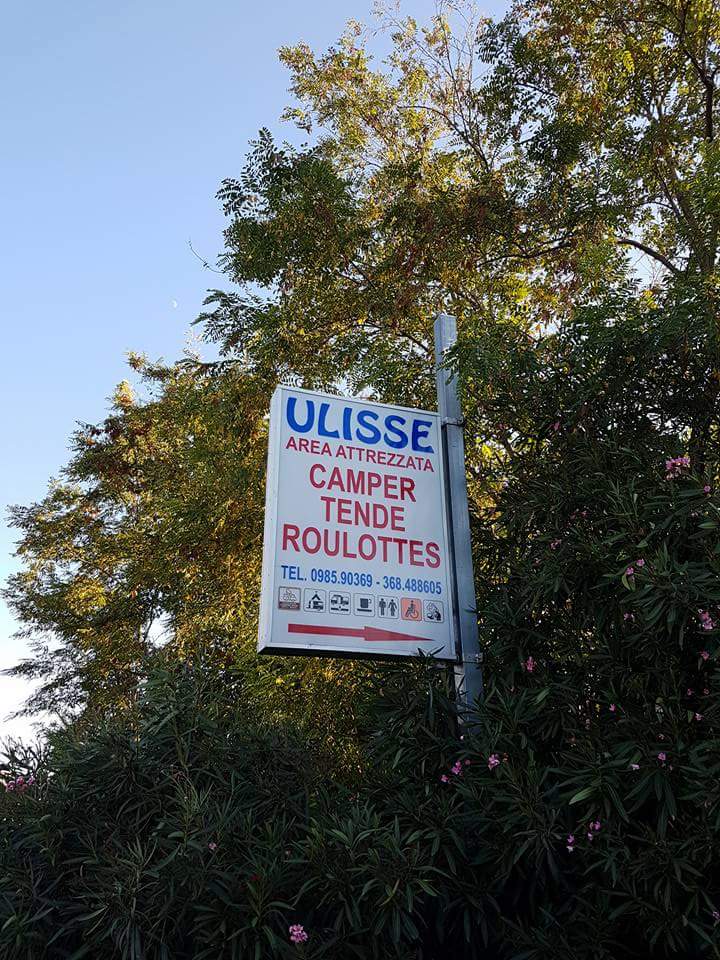 ULISSE
AREA ATTREZZATA
CAMPER
TENDE
ROULOTTES
TEL. 0985.90369 - 368.488605